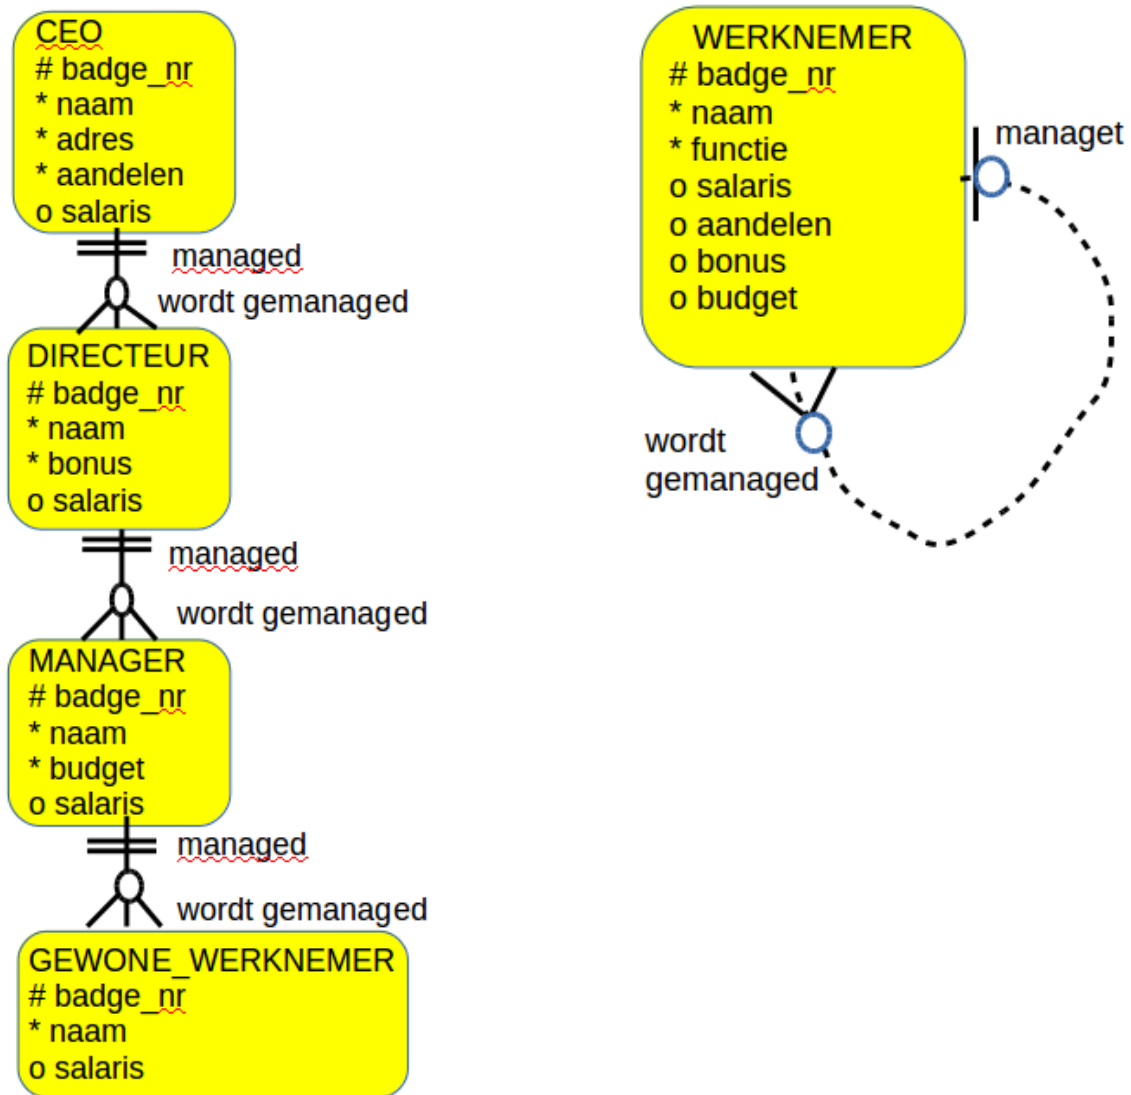 CEO
# badge_nr
* naam
* adres
* aandelen
o salaris
managed
wordt gemanaged
DIRECTEUR
# badge_nr
* naam
* bonus
o salaris
managed
wordt gemanaged
MANAGER
# badge_nr
* naam
* budget
o salaris
managed
wordt gemanaged
GEWONE_WERKNEMER
# badge_nr
* naam
o salaris
WERKNEMER
# badge_nr
* naam
* functie
o salaris
o aandelen
o bonus
o budget
managet
wordt
gemanaged